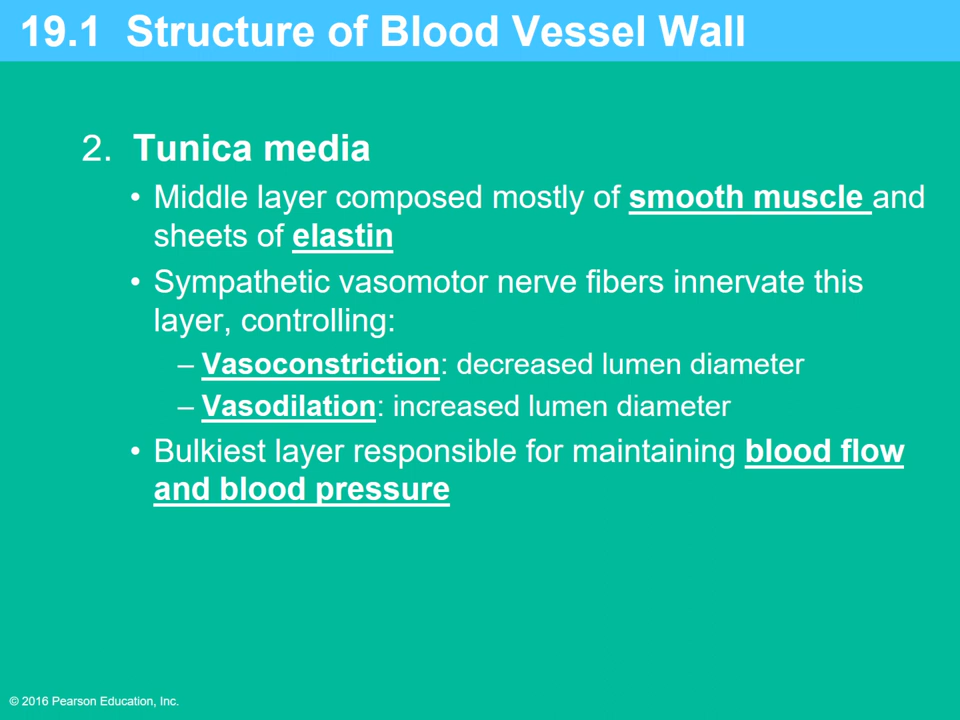 19.1 Structure of Blood Vessel Wall
2. Tunica media
• Middle layer composed mostly of smooth muscle and
sheets of elastin
• Sympathetic vasomotor nerve fibers innervate this
layer, controlling:
– Vasoconstriction: decreased lumen diameter
– Vasodilation: increased lumen diameter
• Bulkiest layer responsible for maintaining blood flow
and blood pressure
© 2016 Pearson Education, Inc.